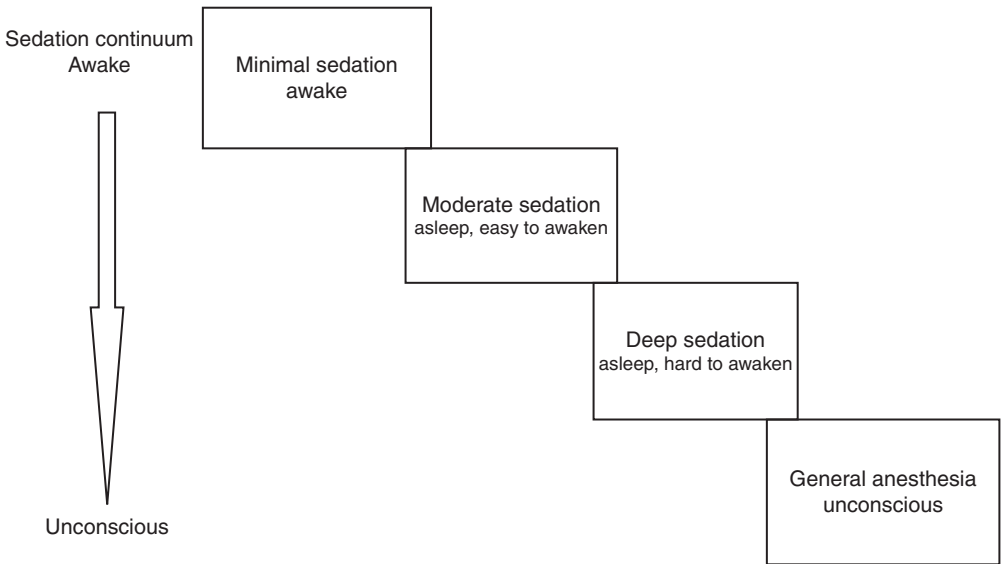 Sedation continuum
Awake
Minimal sedation
awake
Moderate sedation
asleep, easy to awaken
Deep sedation
asleep, hard to awaken
General anesthesia
unconscious
Unconscious